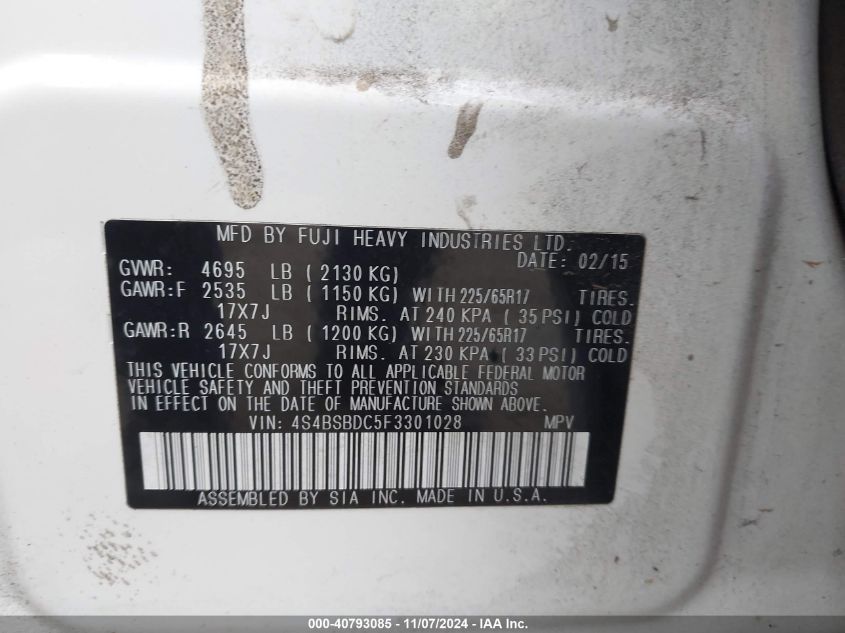 MFD BY FUJI HEAVY INDUSTRIES LTD.
DATE: 02/15
GVWR: 4695 LB ( 2130 KG)
GAWR:F 2535 LB ( 1150 KG) WITH 225/65R17 TIRES.
17X7J RIMS. AT 240 KPA ( 35 PSI) COLD
GAWR:R 2645 LB ( 1200 KG) WITH 225/65R17 TIRES.
17X7J RIMS. AT 230 KPA ( 33 PSI) COLD
THIS VEHICLE CONFORMS TO ALL APPLICABLE FEDERAL MOTOR
VEHICLE SAFETY AND THEFT PREVENTION STANDARDS
IN EFFECT ON THE DATE OF MANUFACTURE SHOWN ABOVE.
VIN: 4S4BSBDC5F3301028 MPV
ASSEMBLED BY SIA INC. MADE IN U.S.A.
000-40793085 - 11/07/2024 - IAA Inc.